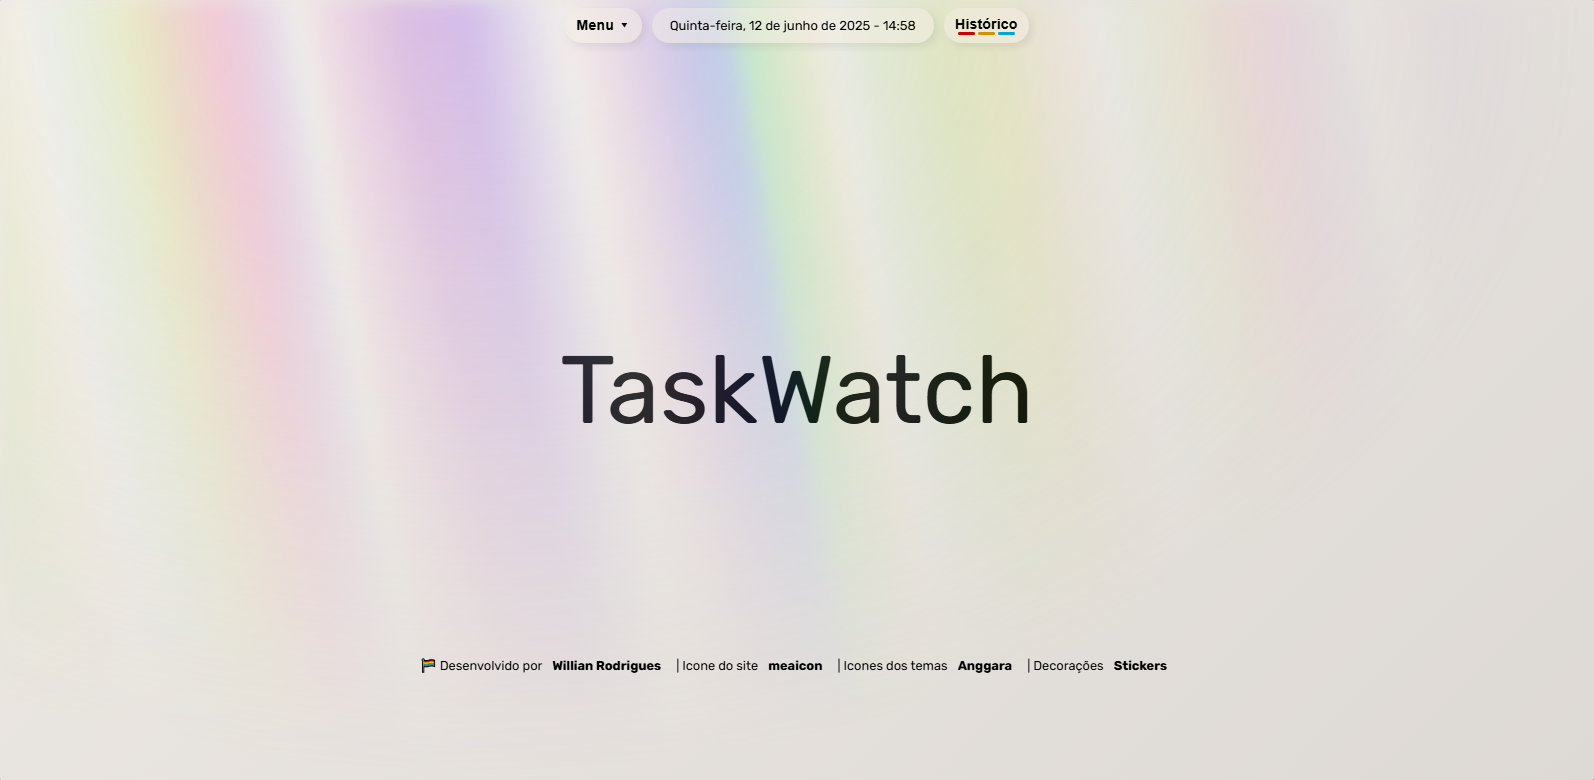 Menu ▼ Quinta-feira, 12 de junho de 2025 - 14:58 Histórico
TaskWatch
Desenvolvido por Willian Rodrigues | Icone do site meaicon | Icones dos temas Anggara | Decorações Stickers